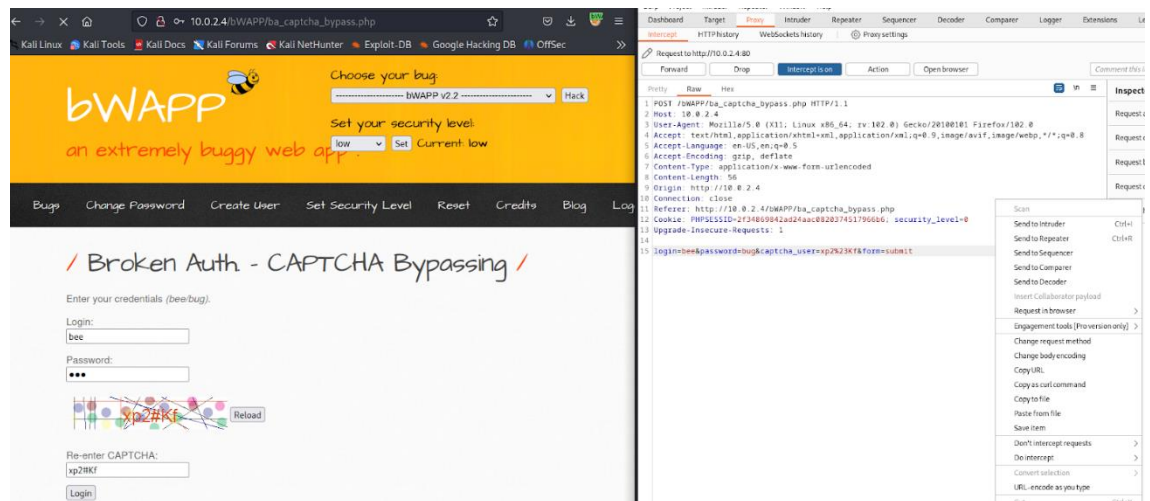 10.0.2.4/bWAPP/ba_captcha_bypass.php
Kali Linux Kali Tools Kali Docs Kali Forums Kali NetHunter Exploit-DB Google Hacking DB OffSec
bWAPP
an extremely buggy web app !
Choose your bug:
---------------------- bWAPP v2.2 ---------------------- Hack
Set your security level:
low Set Current: low
Bugs Change Password Create User Set Security Level Reset Credits Blog Log
/ Broken Auth. - CAPTCHA Bypassing /
Enter your credentials (bee/bug).
Login:
bee
Password:
●●●
xp2#Kf Reload
Re-enter CAPTCHA:
xp2#Kf
Login
Dashboard Target Proxy Intruder Repeater Sequencer Decoder Comparer Logger Extensions Le
Intercept HTTP history WebSockets history Proxy settings
Request to http://10.0.2.4:80
Forward Drop Intercept is on Action Open browser Comment this
Pretty Raw Hex \n
1 POST /bWAPP/ba_captcha_bypass.php HTTP/1.1
2 Host: 10.0.2.4
3 User-Agent: Mozilla/5.0 (X11; Linux x86_64; rv:102.0) Gecko/20100101 Firefox/102.0
4 Accept: text/html,application/xhtml+xml,application/xml;q=0.9,image/avif,image/webp,*/*;q=0.8
5 Accept-Language: en-US,en;q=0.5
6 Accept-Encoding: gzip, deflate
7 Content-Type: application/x-www-form-urlencoded
8 Content-Length: 56
9 Origin: http://10.0.2.4
10 Connection: close
11 Referer: http://10.0.2.4/bWAPP/ba_captcha_bypass.php
12 Cookie: security_level=0
13 Upgrade-Insecure-Requests: 1
14
15 login=bee&password=bug&captcha_user=xp2%23Kf&form=submit
Inspect
Request
Request
Request
Request
Scan
Send to Intruder Ctrl+I
Send to Repeater Ctrl+R
Send to Sequencer
Send to Comparer
Send to Decoder
Insert Collaborator payload
Request in browser >
Engagement tools [Pro version only] >
Change request method
Change body encoding
Copy URL
Copy as curl command
Copy to file
Paste from file
Save item
Don't intercept requests >
Do intercept >
Convert selection >
URL-encode as you type